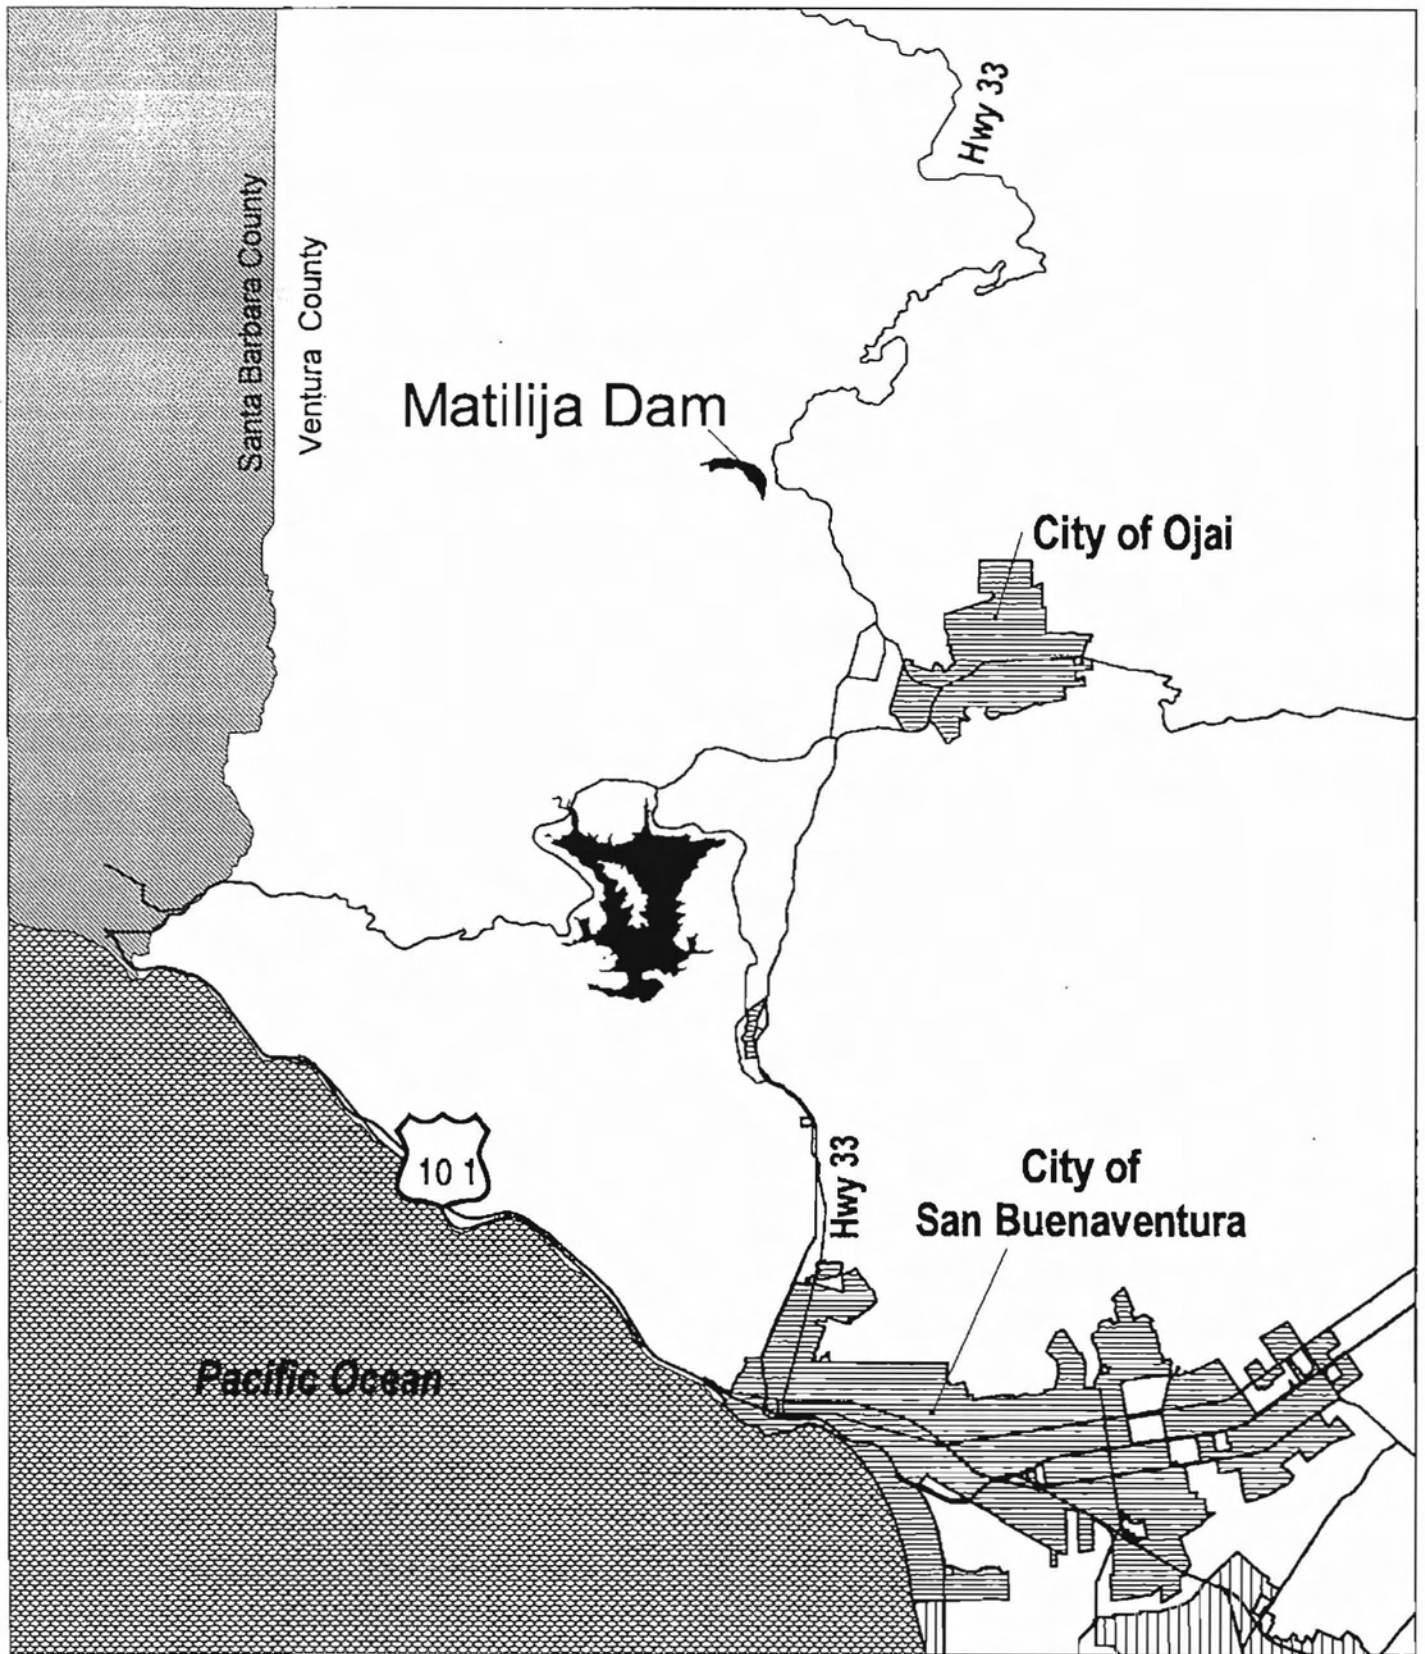 Hwy 33
Santa Barbara County
Ventura County
Matilija Dam
City of Ojai
10 1
Hwy 33
City of
San Buenaventura
Pacific Ocean